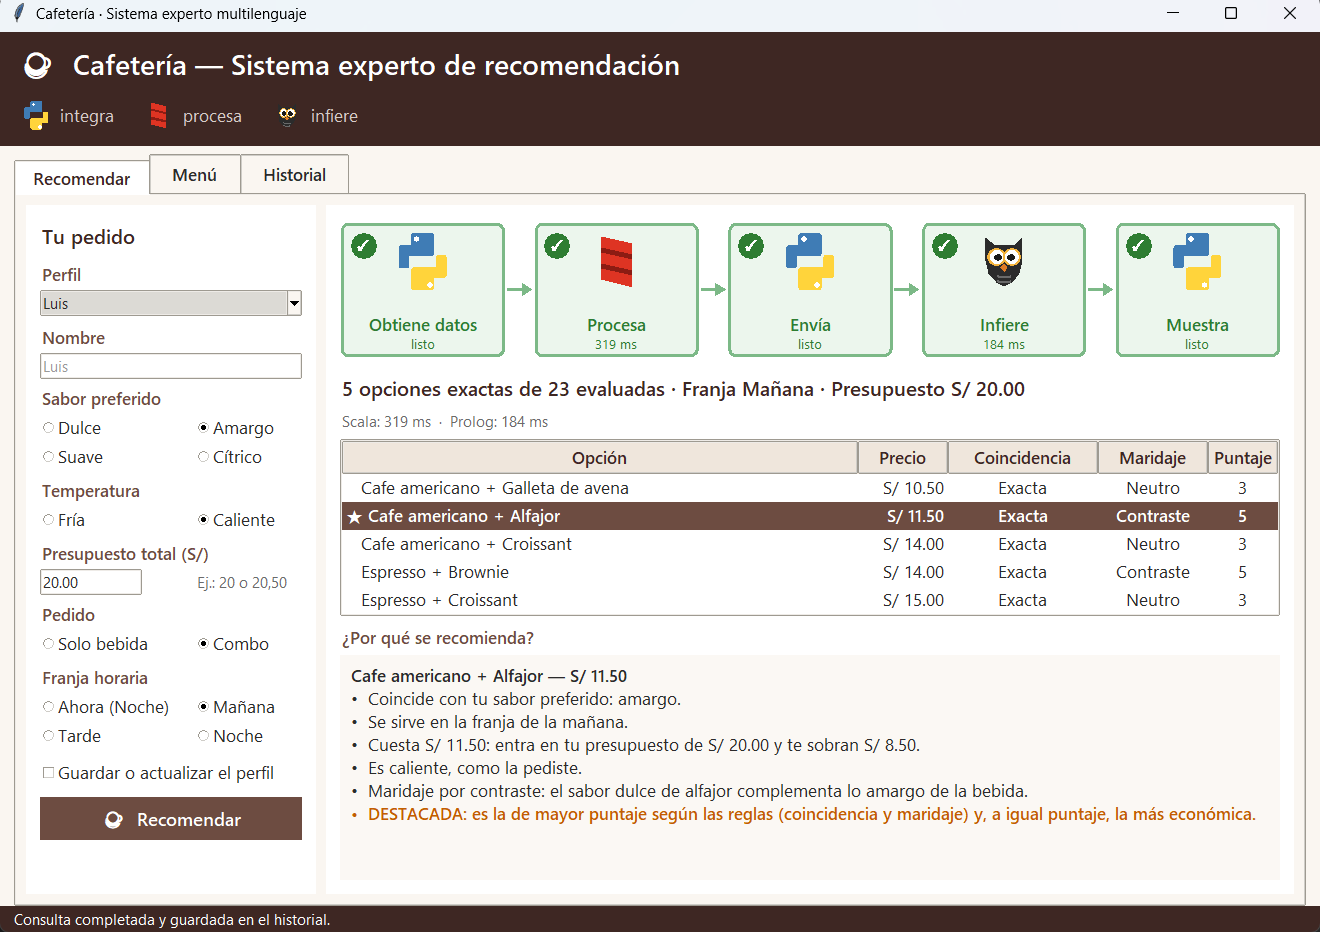 Cafetería · Sistema experto multilenguaje
Cafetería — Sistema experto de recomendación
integra procesa infiere
Recomendar Menú Historial
Tu pedido
Perfil
Luis
Nombre
Luis
Sabor preferido
Dulce Amargo
Suave Cítrico
Temperatura
Fría Caliente
Presupuesto total (S/)
20.00 Ej.: 20 o 20,50
Pedido
Solo bebida Combo
Franja horaria
Ahora (Noche) Mañana
Tarde Noche
Guardar o actualizar el perfil
Recomendar
Obtiene datos
listo
Procesa
319 ms
Envía
listo
Infiere
184 ms
Muestra
listo
5 opciones exactas de 23 evaluadas · Franja Mañana · Presupuesto S/ 20.00
Scala: 319 ms · Prolog: 184 ms
Opción Precio Coincidencia Maridaje Puntaje
Cafe americano + Galleta de avena S/ 10.50 Exacta Neutro 3
★ Cafe americano + Alfajor S/ 11.50 Exacta Contraste 5
Cafe americano + Croissant S/ 14.00 Exacta Neutro 3
Espresso + Brownie S/ 14.00 Exacta Contraste 5
Espresso + Croissant S/ 15.00 Exacta Neutro 3
¿Por qué se recomienda?
Cafe americano + Alfajor — S/ 11.50
• Coincide con tu sabor preferido: amargo.
• Se sirve en la franja de la mañana.
• Cuesta S/ 11.50: entra en tu presupuesto de S/ 20.00 y te sobran S/ 8.50.
• Es caliente, como la pediste.
• Maridaje por contraste: el sabor dulce de alfajor complementa lo amargo de la bebida.
• DESTACADA: es la de mayor puntaje según las reglas (coincidencia y maridaje) y, a igual puntaje, la más económica.
Consulta completada y guardada en el historial.